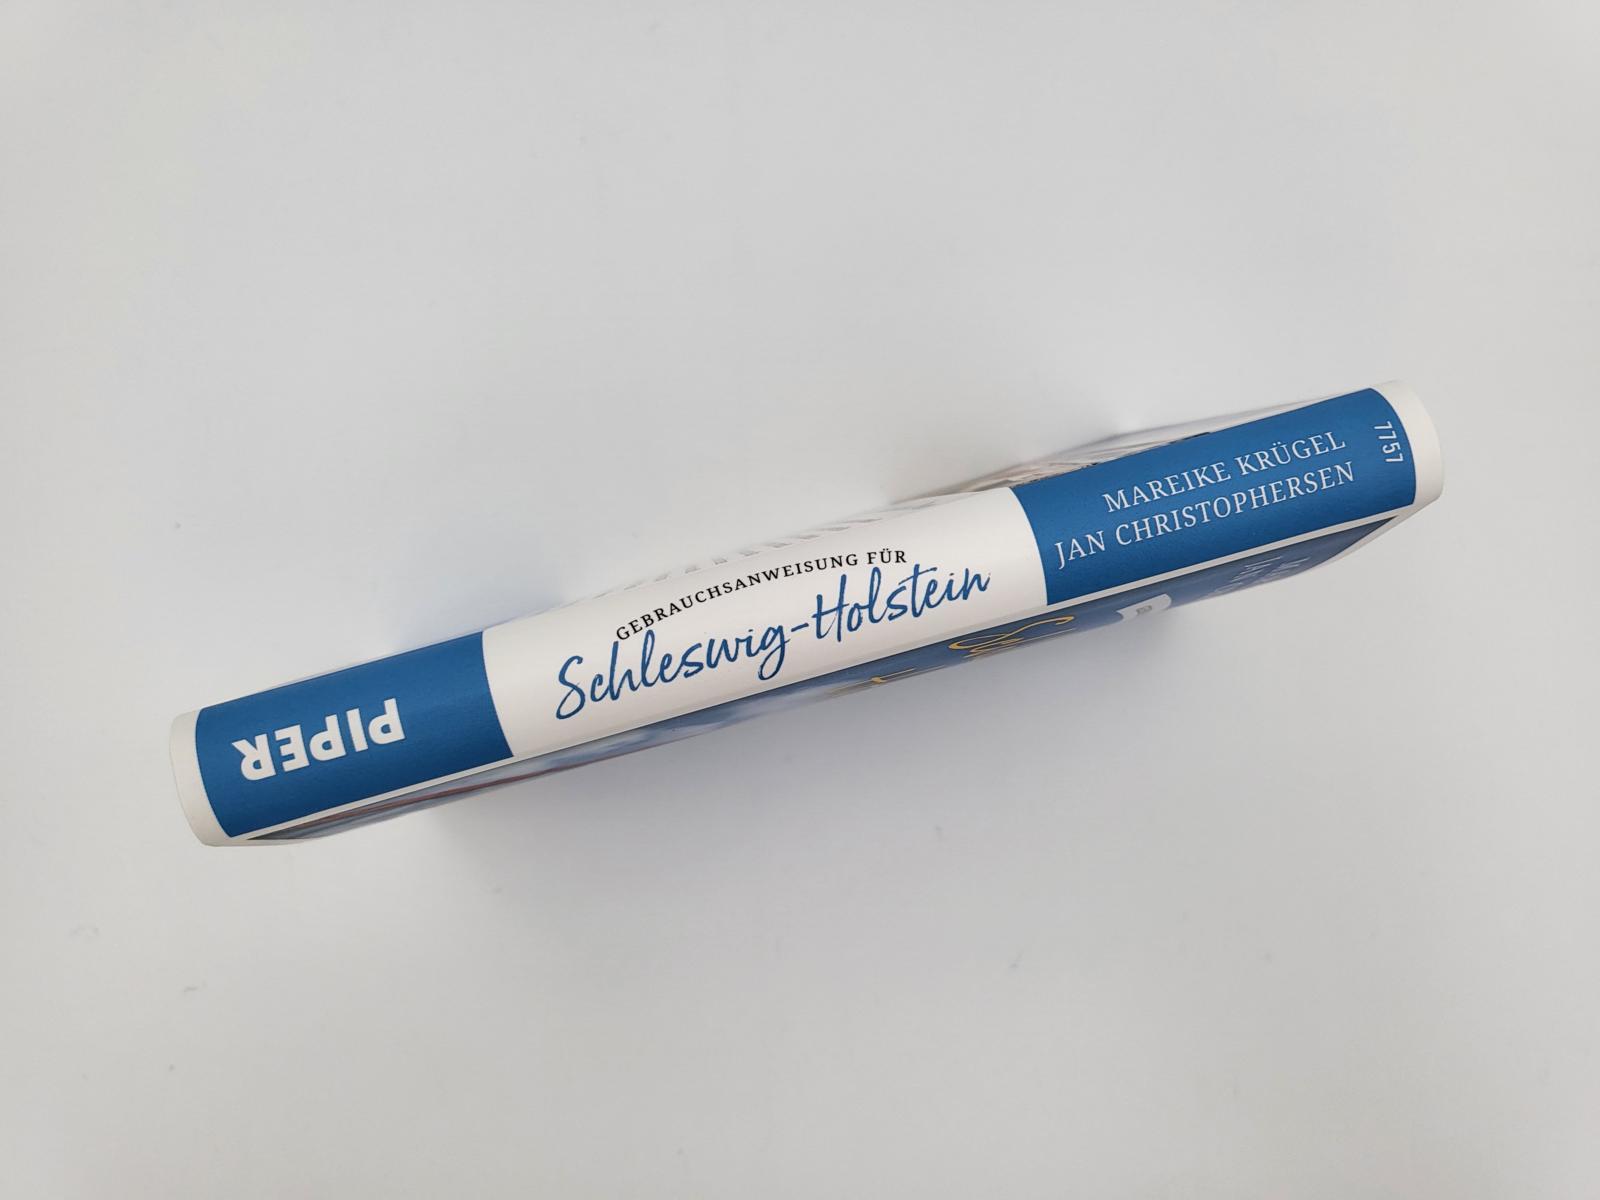 7757
MAREIKE KRÜGEL
JAN CHRISTOPHERSEN
GEBRAUCHSANWEISUNG FÜR
Schleswig-Holstein
PIPER